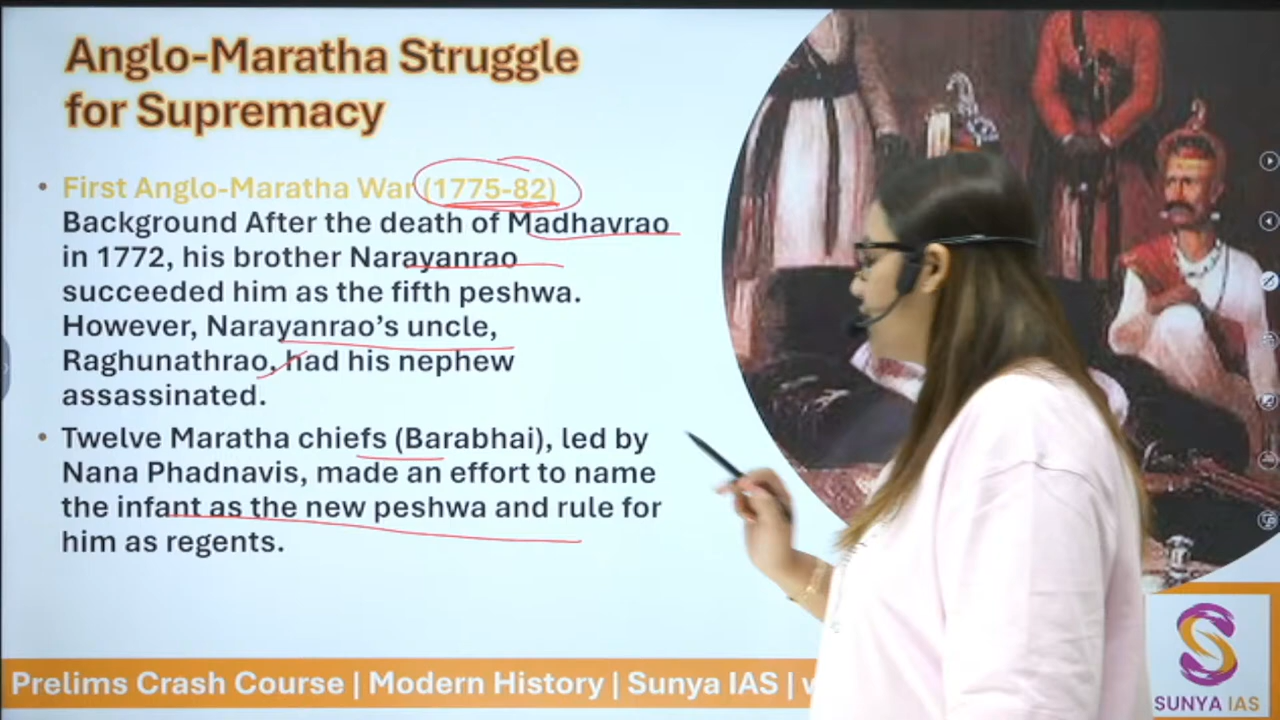 Anglo-Maratha Struggle
for Supremacy
• First Anglo-Maratha War (1775-82)
Background After the death of Madhavrao
in 1772, his brother Narayanrao
succeeded him as the fifth peshwa.
However, Narayanrao's uncle,
Raghunathrao, had his nephew
assassinated.
• Twelve Maratha chiefs (Barabhai), led by
Nana Phadnavis, made an effort to name
the infant as the new peshwa and rule for
him as regents.
Prelims Crash Course | Modern History | Sunya IAS |
SUNYA IAS